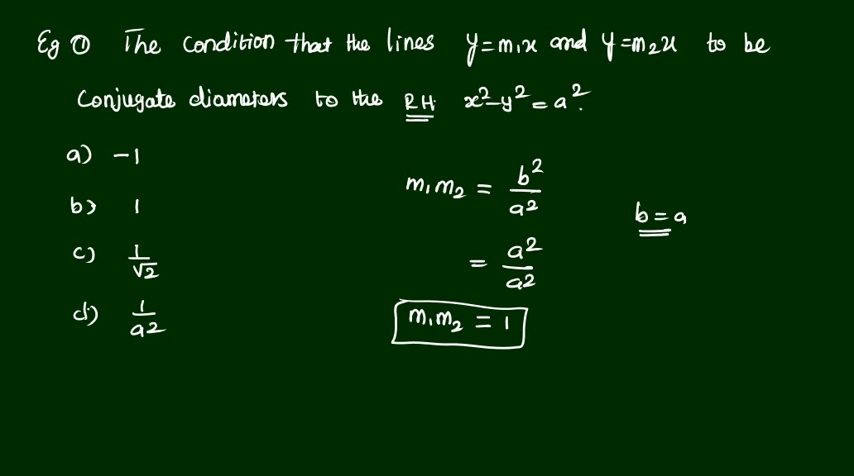 Eg ① The condition that the lines y=m₁x and y=m₂x to be
Conjugate diameters to the RH x²-y²=a².
a) -1
b) 1
c) 1/√2
d) 1/a²
m₁m₂ = b²/a²
b=a
= a²/a²
m₁m₂ = 1